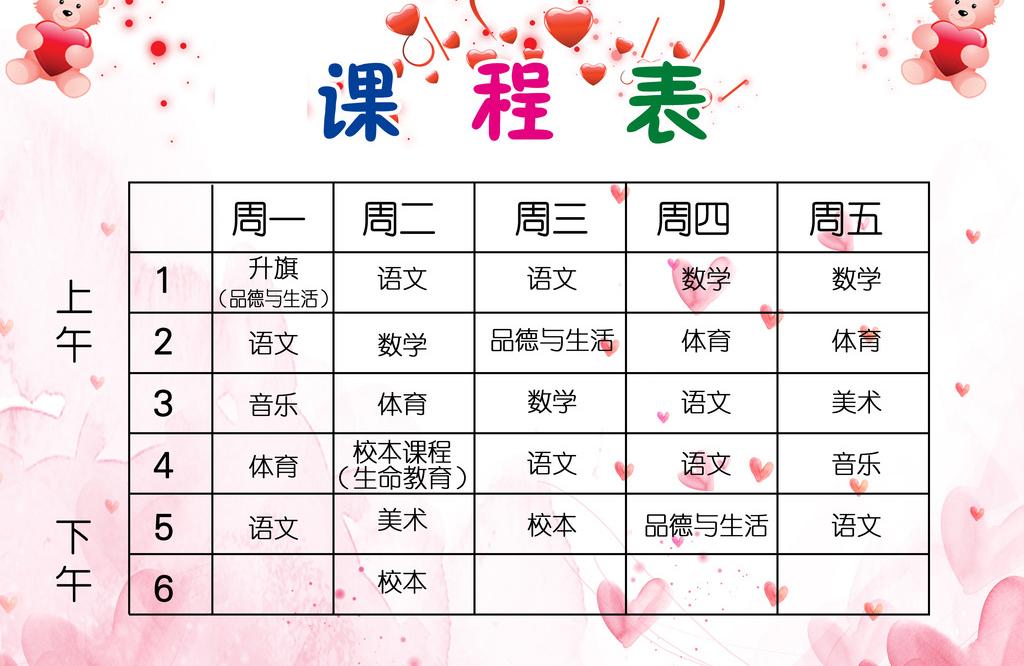 课程表
周一 周二 周三 周四 周五
上午
1 升旗（品德与生活） 语文 语文 数学 数学
2 语文 数学 品德与生活 体育 体育
3 音乐 体育 数学 语文 美术
4 体育 校本课程（生命教育） 语文 语文 音乐
下午
5 语文 美术 校本 品德与生活 语文
6 校本